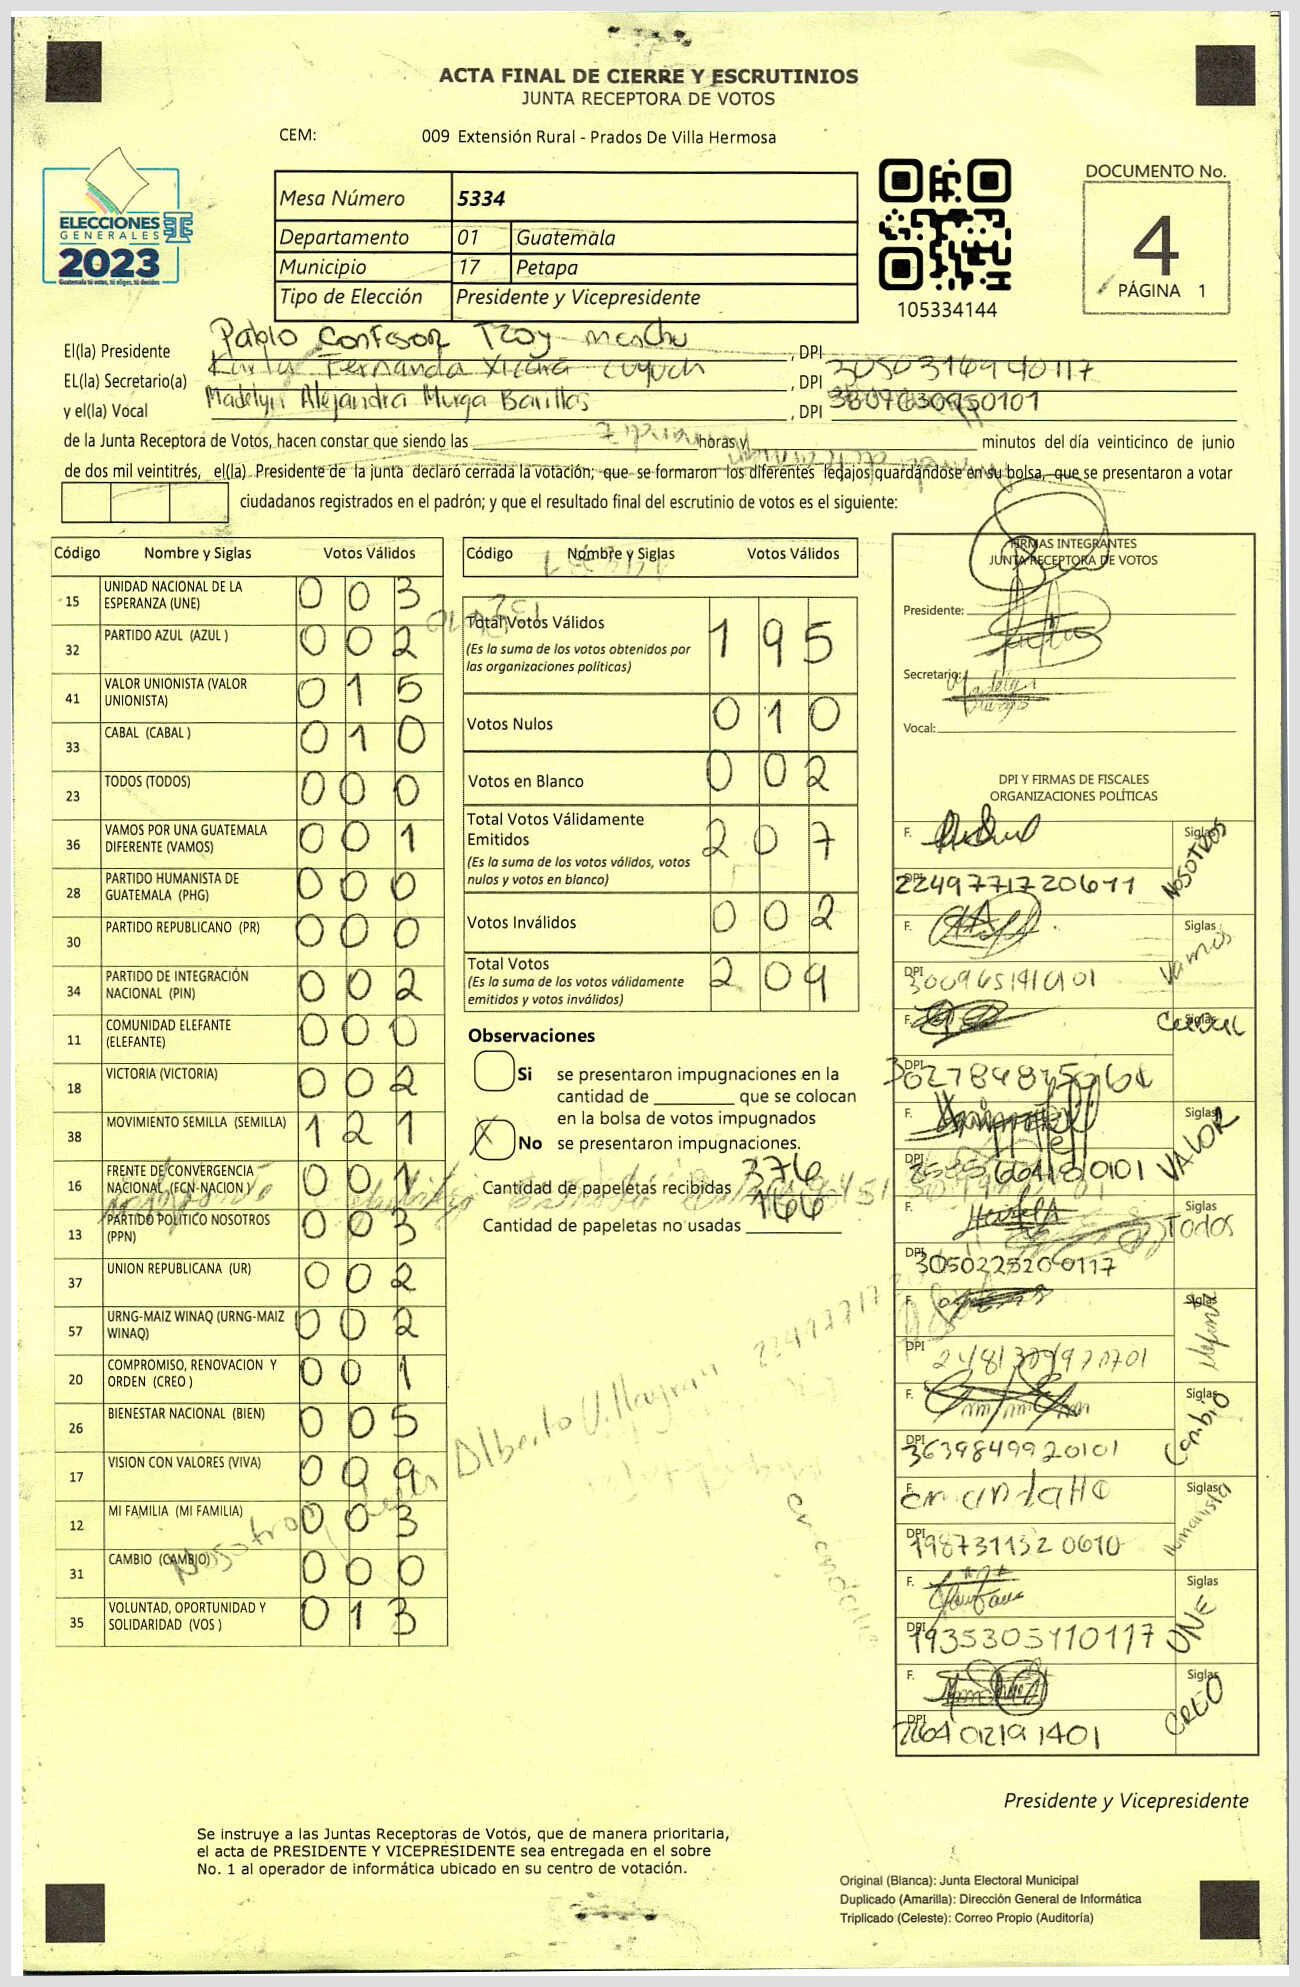 ACTA FINAL DE CIERRE Y ESCRUTINIOS
JUNTA RECEPTORA DE VOTOS
CEM: 009 Extensión Rural - Prados De Villa Hermosa
ELECCIONES
GENERALES
2023
Guatemala tú votas, tú eliges, tú decides
Mesa Número 5334
Departamento 01 Guatemala
Municipio 17 Petapa
Tipo de Elección Presidente y Vicepresidente
105334144
DOCUMENTO No.
4
PÁGINA 1
El(la) Presidente Pablo Confesor Tzoy Menchu, DPI
EL(la) Secretario(a) Karla Fernanda Xicará Cuyuch, DPI 3050316940117
y el(la) Vocal Madelyn Alejandra Murga Barillas, DPI 3309630950101
de la Junta Receptora de Votos, hacen constar que siendo las horas y minutos del día veinticinco de junio
de dos mil veintitrés, el(la) Presidente de la junta declaró cerrada la votación; que se formaron los diferentes legajos guardándose en su bolsa, que se presentaron a votar
ciudadanos registrados en el padrón; y que el resultado final del escrutinio de votos es el siguiente:
Código Nombre y Siglas Votos Válidos
15 UNIDAD NACIONAL DE LA ESPERANZA (UNE) 0 0 3
32 PARTIDO AZUL (AZUL ) 0 0 2
41 VALOR UNIONISTA (VALOR UNIONISTA) 0 1 5
33 CABAL (CABAL ) 0 1 0
23 TODOS (TODOS) 0 0 0
36 VAMOS POR UNA GUATEMALA DIFERENTE (VAMOS) 0 0 1
28 PARTIDO HUMANISTA DE GUATEMALA (PHG) 0 0 0
30 PARTIDO REPUBLICANO (PR) 0 0 0
34 PARTIDO DE INTEGRACIÓN NACIONAL (PIN) 0 0 2
11 COMUNIDAD ELEFANTE (ELEFANTE) 0 0 0
18 VICTORIA (VICTORIA) 0 0 2
38 MOVIMIENTO SEMILLA (SEMILLA) 1 2 1
16 FRENTE DE CONVERGENCIA NACIONAL (FCN-NACION ) 0 0 1
13 PARTIDO POLITICO NOSOTROS (PPN) 0 0 3
37 UNION REPUBLICANA (UR) 0 0 2
57 URNG-MAIZ WINAQ (URNG-MAIZ WINAQ) 0 0 2
20 COMPROMISO, RENOVACION Y ORDEN (CREO ) 0 0 1
26 BIENESTAR NACIONAL (BIEN) 0 0 5
17 VISION CON VALORES (VIVA) 0 0 9
12 MI FAMILIA (MI FAMILIA) 0 0 3
31 CAMBIO (CAMBIO) 0 0 0
35 VOLUNTAD, OPORTUNIDAD Y SOLIDARIDAD (VOS ) 0 1 3
Nosotros Alberto Villagran
Código Nombre y Siglas Votos Válidos
Total Votos Válidos 1 9 5
(Es la suma de los votos obtenidos por
las organizaciones políticas)
Votos Nulos 0 1 0
Votos en Blanco 0 0 2
Total Votos Válidamente
Emitidos 2 0 7
(Es la suma de los votos válidos, votos
nulos y votos en blanco)
Votos Inválidos 0 0 2
Total Votos 2 0 9
(Es la suma de los votos válidamente
emitidos y votos inválidos)
Observaciones
Si se presentaron impugnaciones en la
cantidad de ________ que se colocan
en la bolsa de votos impugnados
X No se presentaron impugnaciones.
Cantidad de papeletas recibidas 376
Cantidad de papeletas no usadas 166
FIRMAS INTEGRANTES
JUNTA RECEPTORA DE VOTOS
Presidente:
Secretario:
Vocal:
DPI Y FIRMAS DE FISCALES
ORGANIZACIONES POLÍTICAS
F. Siglas NOSOTROS
DPI 2249771720611
F. Siglas Vamos
DPI 3009651910101
F. Siglas Cabal
DPI
F. Siglas VALOR
DPI
F. Siglas Todos
DPI 3050225200117
F. Siglas Elefante
DPI
F. Siglas Cambio
DPI 3639849920101
F. Siglas Humanista
DPI 1987311320610
F. Siglas UNE
DPI 1935305110117
F. Siglas CREO
DPI
Presidente y Vicepresidente
Se instruye a las Juntas Receptoras de Votos, que de manera prioritaria,
el acta de PRESIDENTE Y VICEPRESIDENTE sea entregada en el sobre
No. 1 al operador de informática ubicado en su centro de votación.
Original (Blanca): Junta Electoral Municipal
Duplicado (Amarilla): Dirección General de Informática
Triplicado (Celeste): Correo Propio (Auditoría)